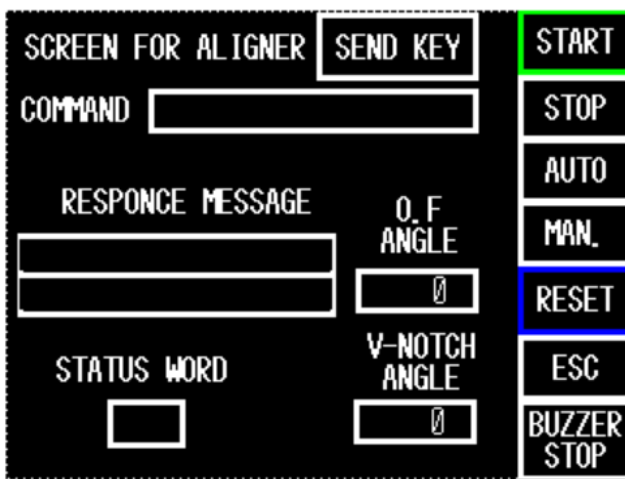 SCREEN FOR ALIGNER
SEND KEY
COMMAND
RESPONCE MESSAGE
O.F
ANGLE
0
STATUS WORD
V-NOTCH
ANGLE
0
START
STOP
AUTO
MAN.
RESET
ESC
BUZZER
STOP